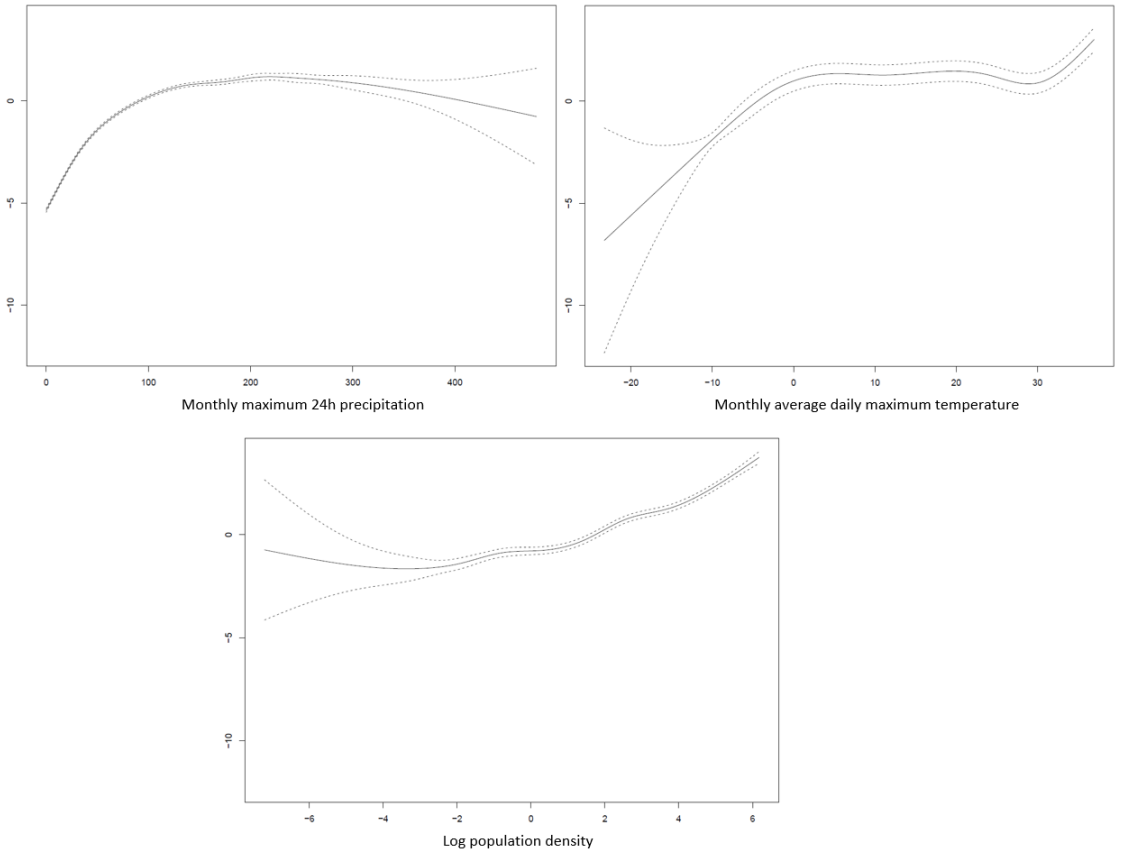 0
−5
−10
0 100 200 300 400
Monthly maximum 24h precipitation
0
−5
−10
−20 −10 0 10 20 30
Monthly average daily maximum temperature
0
−5
−10
−6 −4 −2 0 2 4 6
Log population density